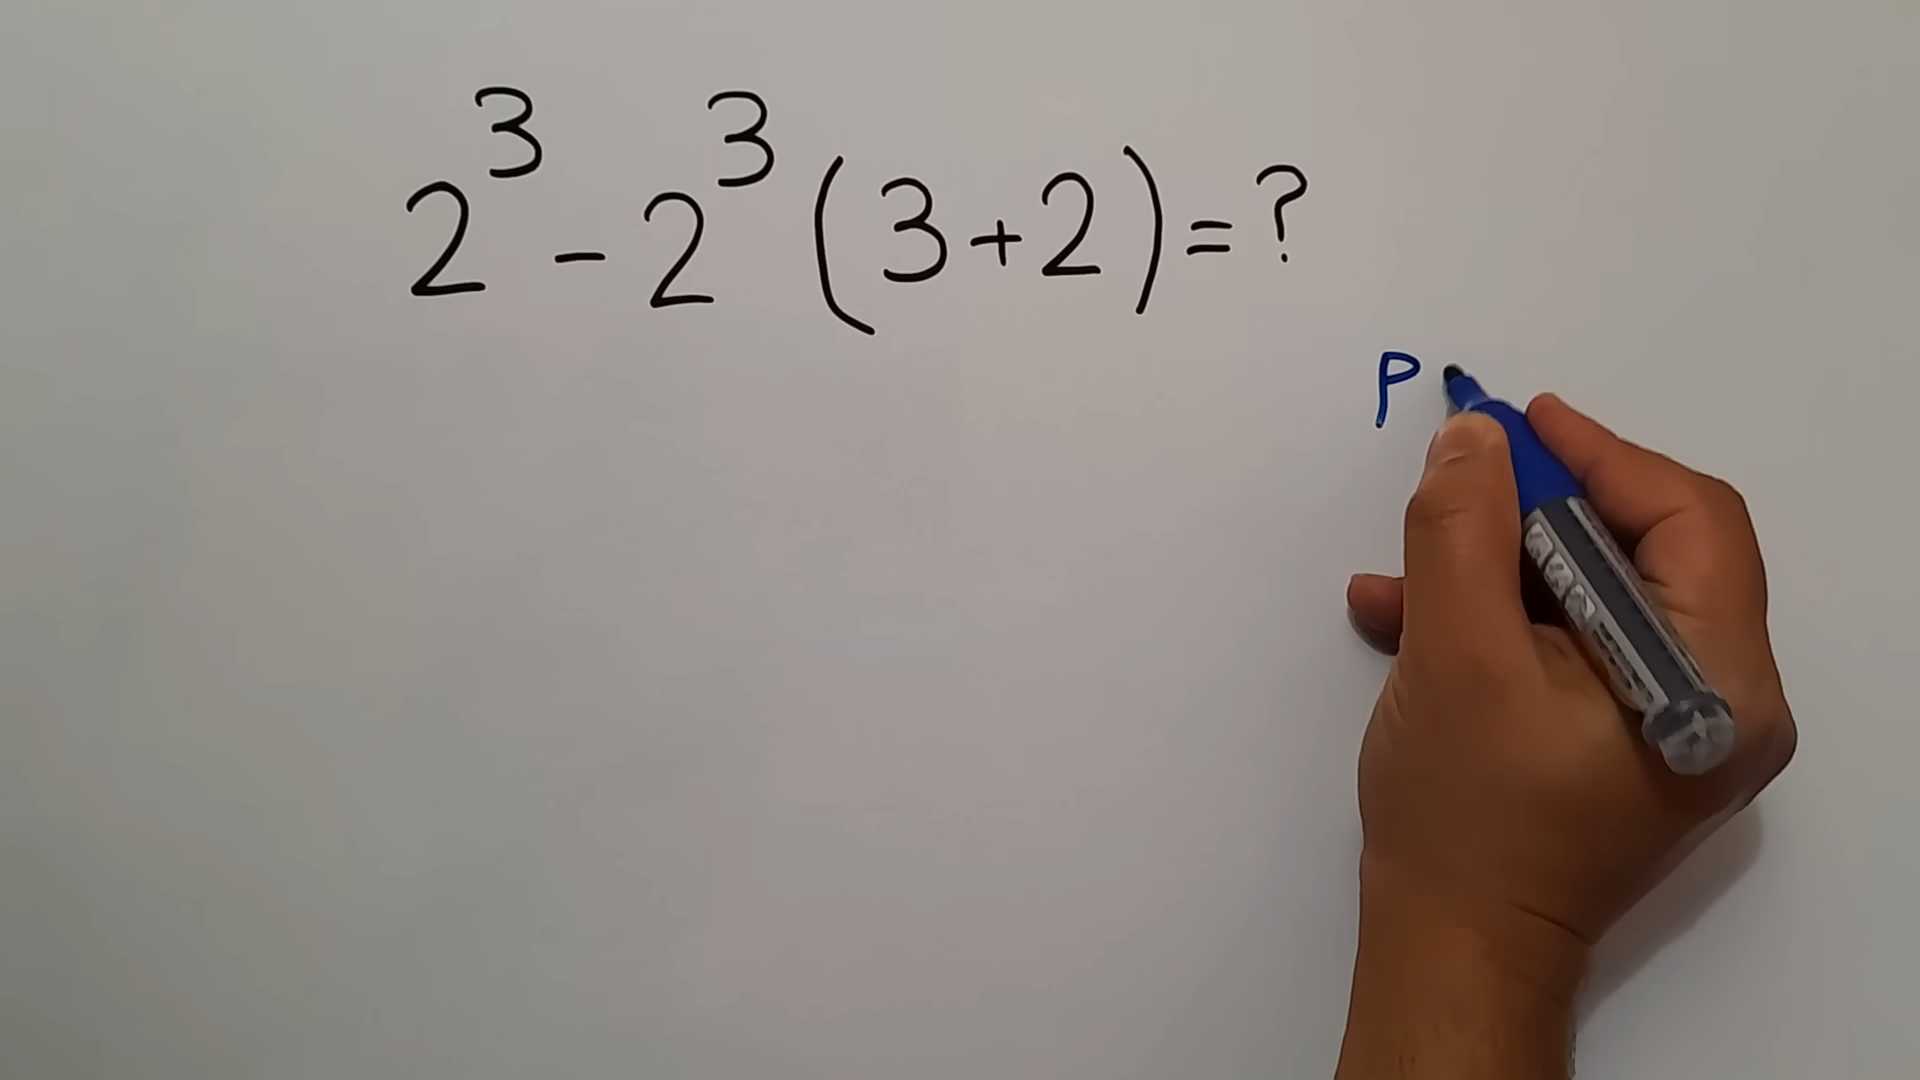 2³ - 2³ (3+2) = ?
P